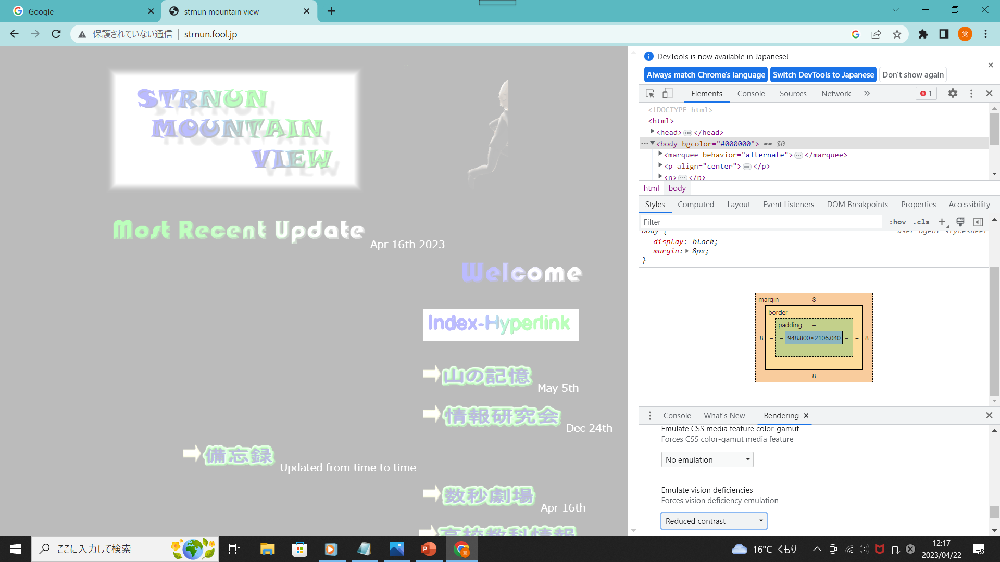 Google
strnun mountain view
保護されていない通信
strnun.fool.jp
覚
STRNUN
MOUNTAIN
VIEW
Most Recent Update
Apr 16th 2023
Welcome
Index-Hyperlink
山の記憶
May 5th
情報研究会
Dec 24th
備忘録
Updated from time to time
数秒劇場
Apr 16th
高校教科情報
DevTools is now available in Japanese!
Always match Chrome's language
Switch DevTools to Japanese
Don't show again
Elements
Console
Sources
Network
1
<!DOCTYPE html>
<html>
<head> … </head>
<body bgcolor="#000000"> == $0
<marquee behavior="alternate"> … </marquee>
<p align="center"> … </p>
<p> … </p>
html
body
Styles
Computed
Layout
Event Listeners
DOM Breakpoints
Properties
Accessibility
Filter
:hov
.cls
body {
user agent stylesheet
display: block;
margin: 8px;
}
margin
8
border
–
padding
–
8
–
–
948.800×2106.040
–
–
8
–
–
8
Console
What's New
Rendering
Emulate CSS media feature color-gamut
Forces CSS color-gamut media feature
No emulation
Emulate vision deficiencies
Forces vision deficiency emulation
Reduced contrast
ここに入力して検索
16℃ くもり
12:17
2023/04/22